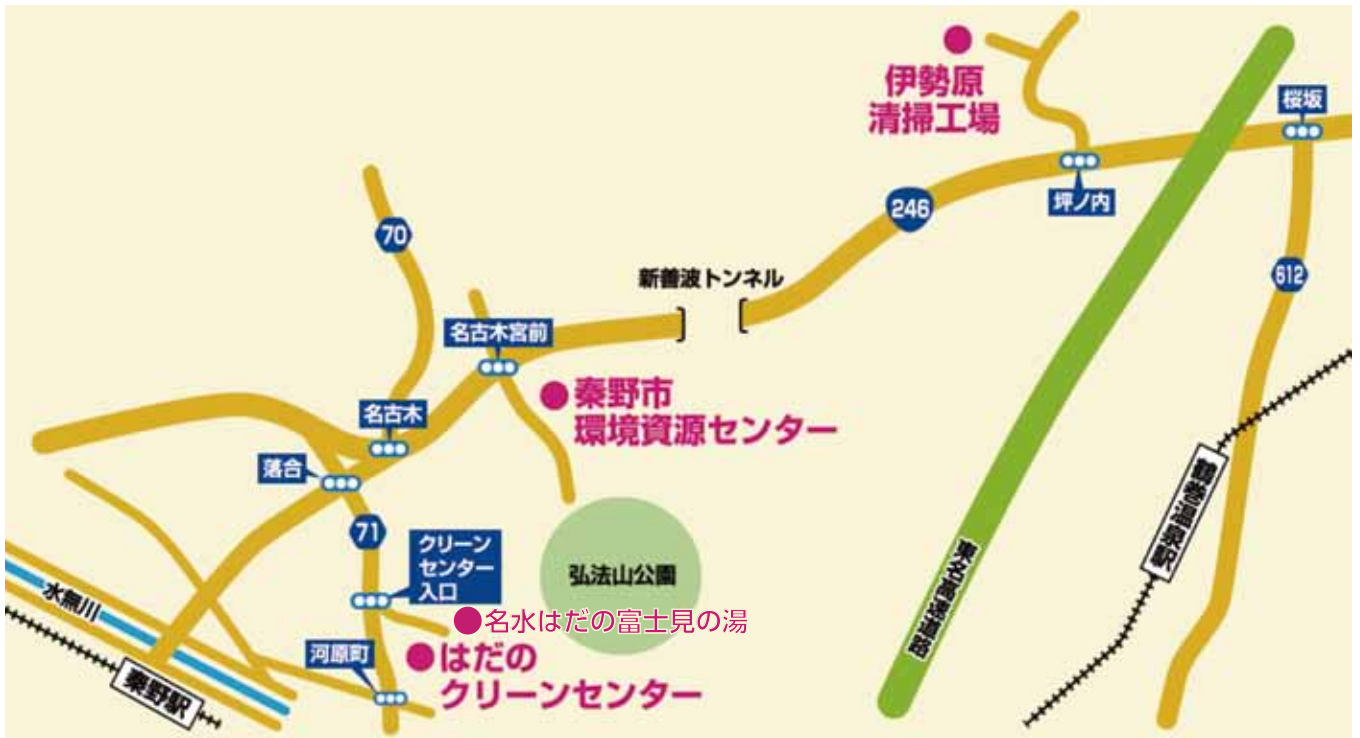 伊勢原
清掃工場
桜坂
坪ノ内
246
70
612
新善波トンネル
名古木宮前
秦野市
環境資源センター
名古木
落合
71
クリーン
センター
入口
弘法山公園
鶴巻温泉駅
東名高速道路
水無川
名水はだの富士見の湯
河原町
はだの
クリーンセンター
秦野駅